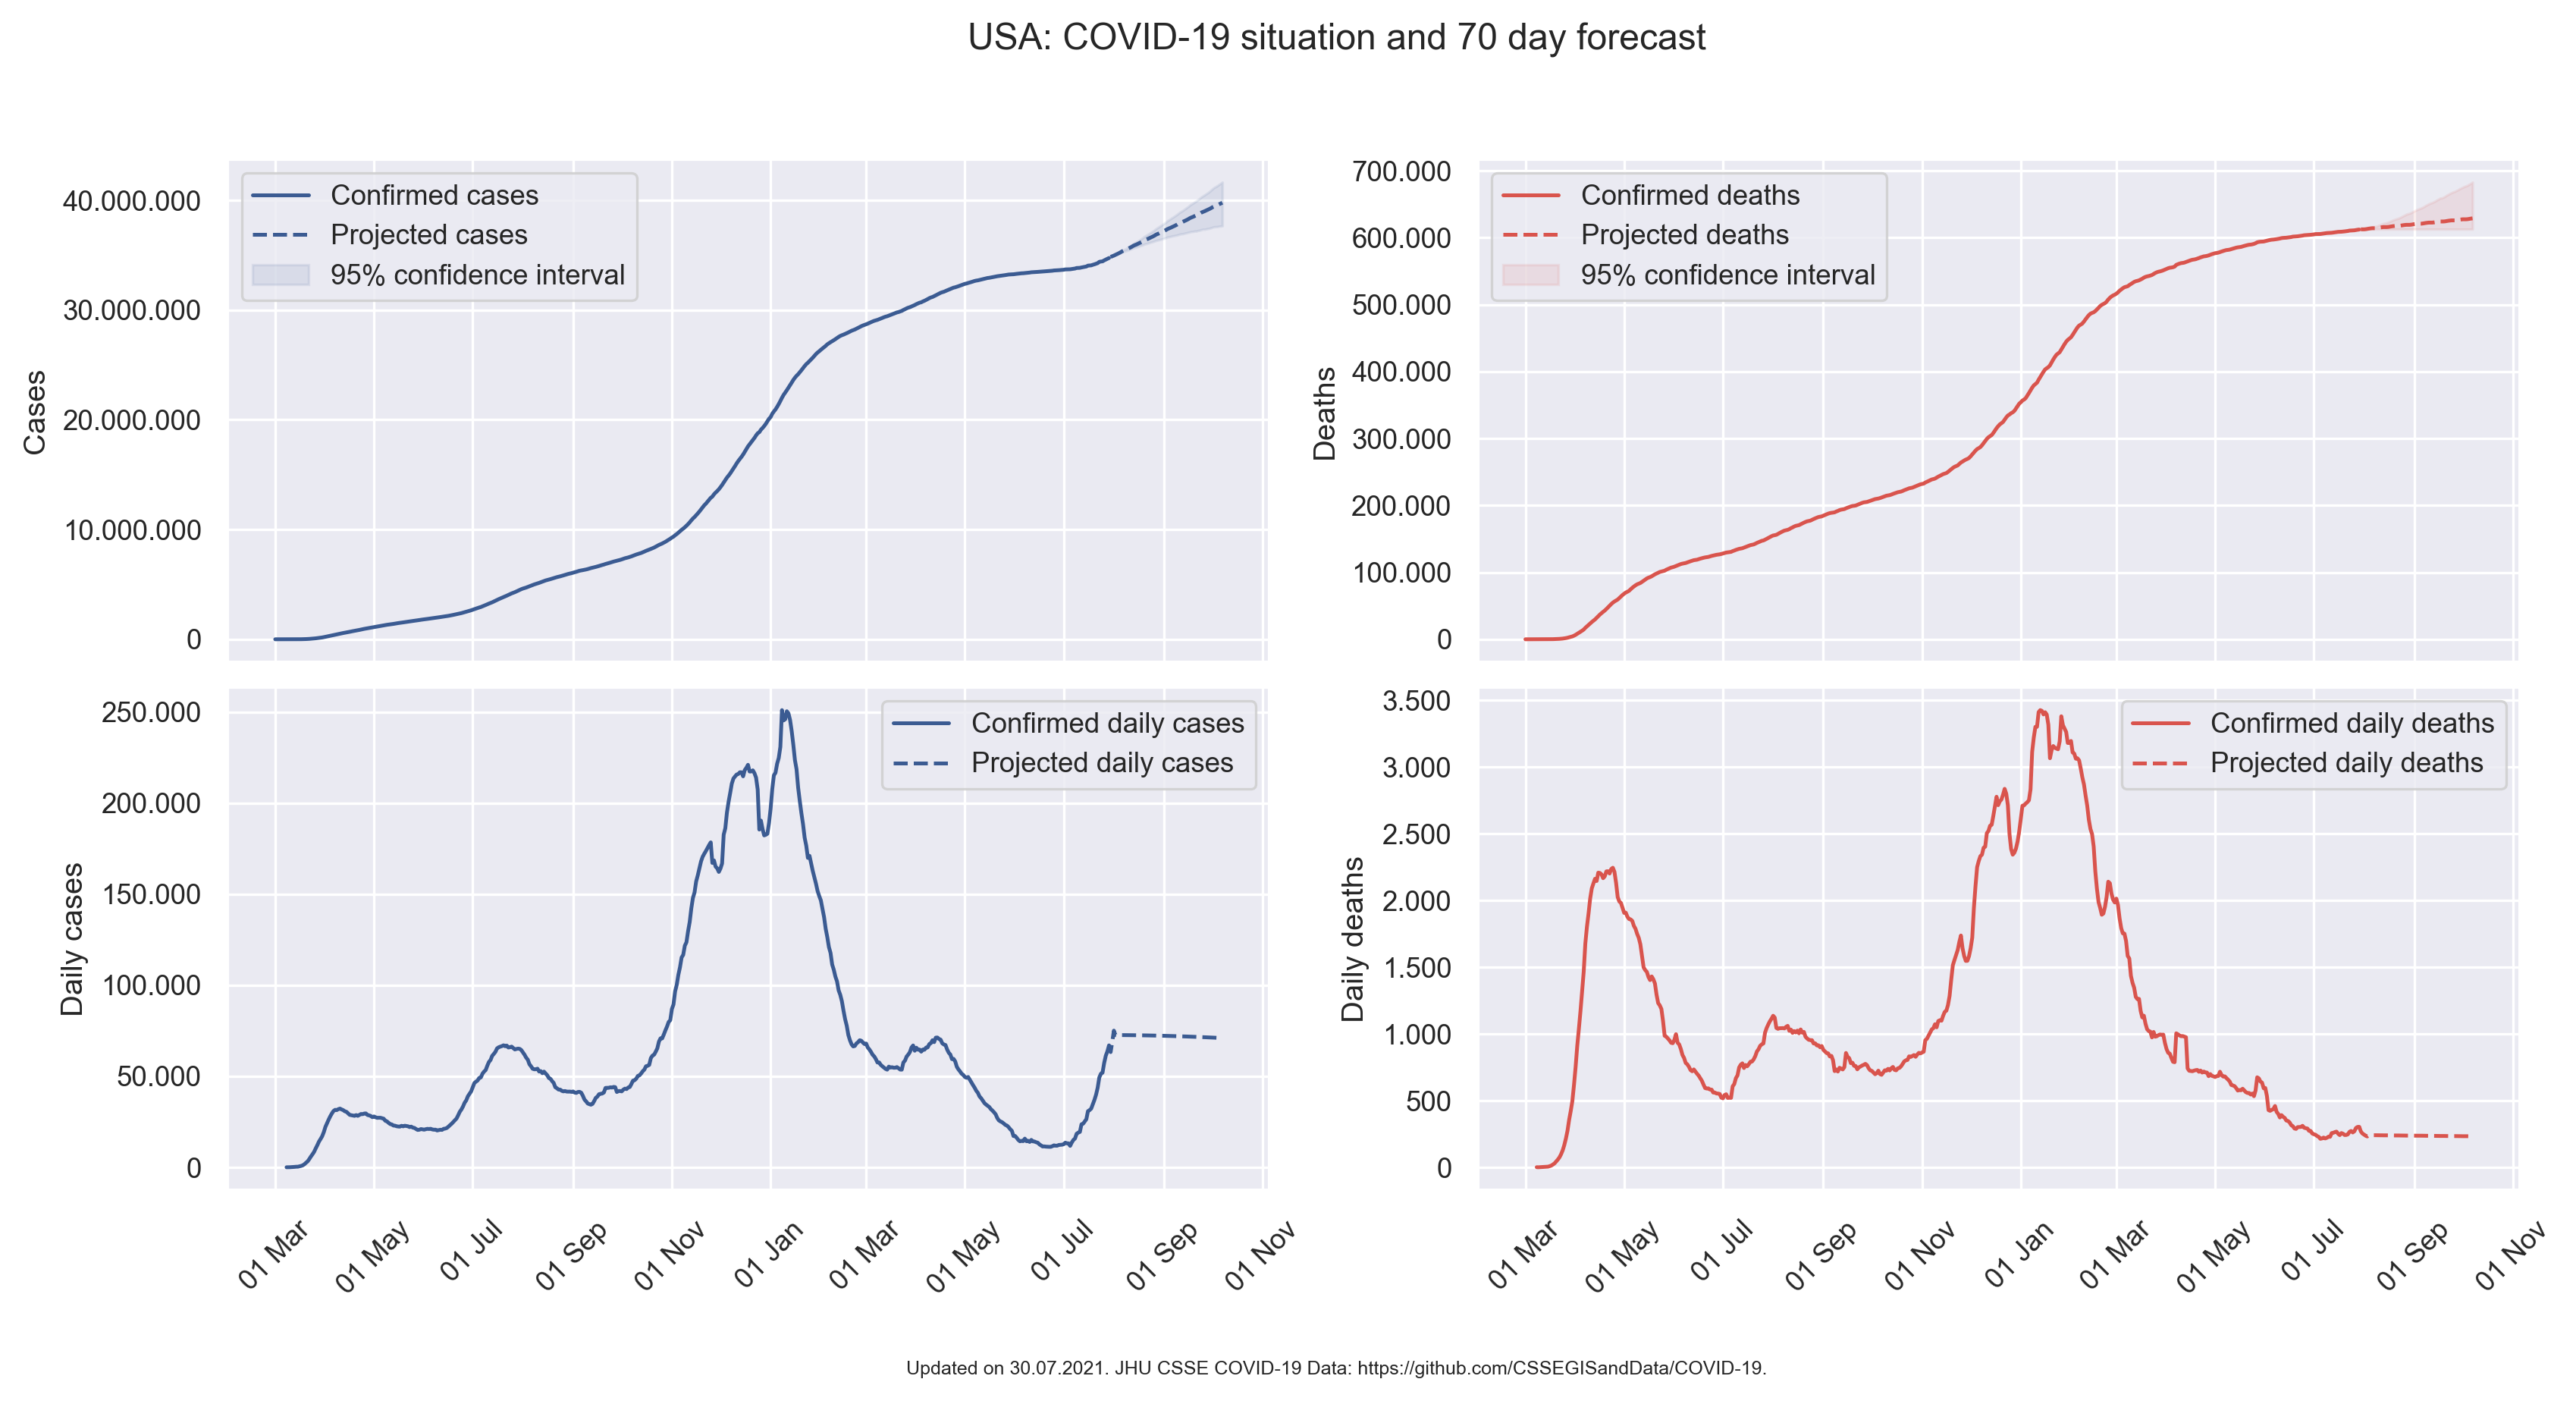 USA: COVID-19 situation and 70 day forecast
Cases
40.000.000
30.000.000
20.000.000
10.000.000
0
Confirmed cases
Projected cases
95% confidence interval
Deaths
700.000
600.000
500.000
400.000
300.000
200.000
100.000
0
Confirmed deaths
Projected deaths
95% confidence interval
Daily cases
250.000
200.000
150.000
100.000
50.000
0
Confirmed daily cases
Projected daily cases
01 Mar
01 May
01 Jul
01 Sep
01 Nov
01 Jan
01 Mar
01 May
01 Jul
01 Sep
01 Nov
Daily deaths
3.500
3.000
2.500
2.000
1.500
1.000
500
0
Confirmed daily deaths
Projected daily deaths
01 Mar
01 May
01 Jul
01 Sep
01 Nov
01 Jan
01 Mar
01 May
01 Jul
01 Sep
01 Nov
Updated on 30.07.2021. JHU CSSE COVID-19 Data: https://github.com/CSSEGISandData/COVID-19.